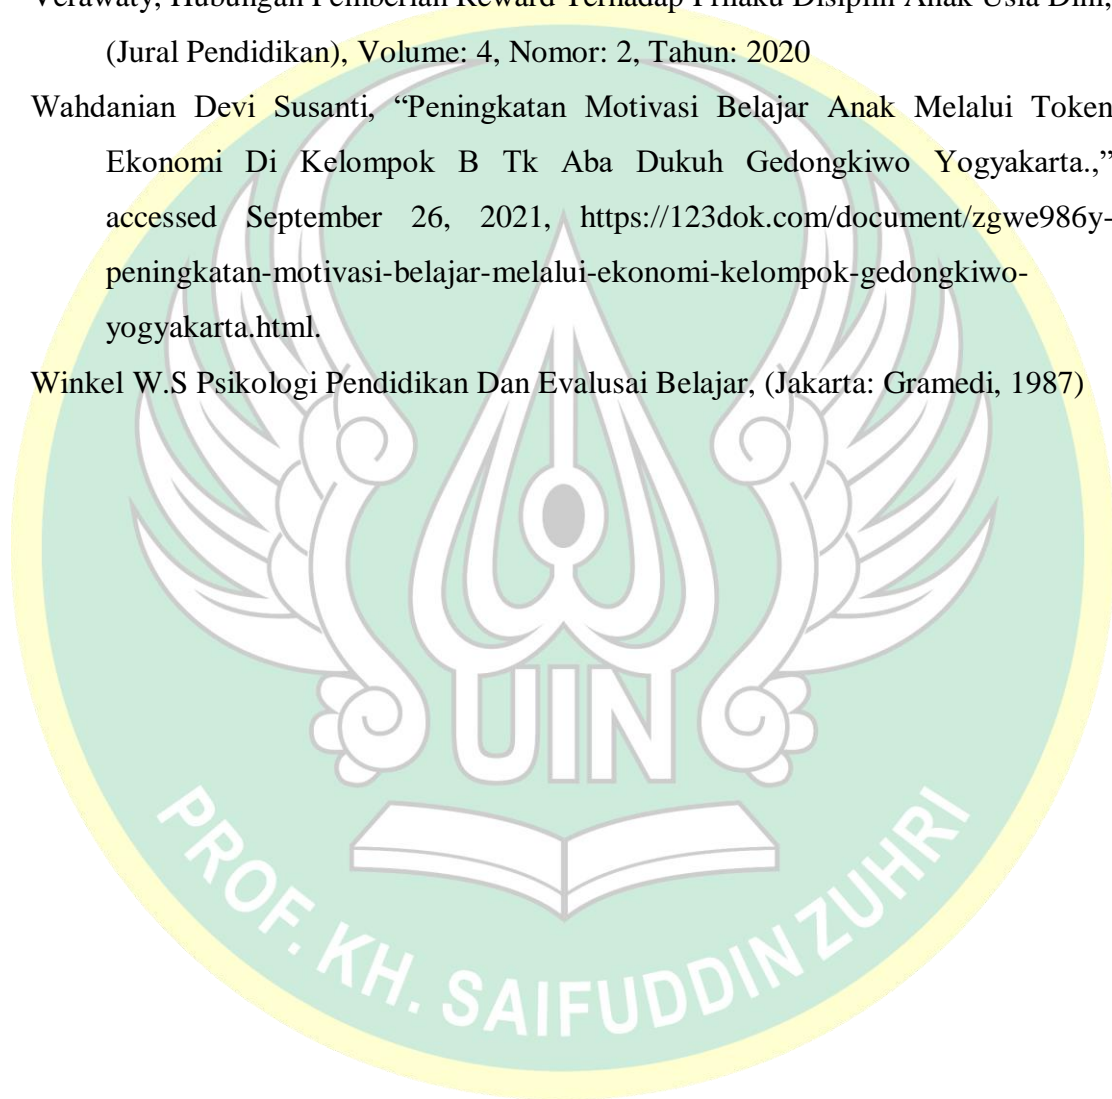 Verawaty, Hubungan Pemberian Reward Terhadap Prilaku Disiplin Anak Usia Dini,
(Jural Pendidikan), Volume: 4, Nomor: 2, Tahun: 2020
Wahdanian Devi Susanti, “Peningkatan Motivasi Belajar Anak Melalui Token
Ekonomi Di Kelompok B Tk Aba Dukuh Gedongkiwo Yogyakarta.,”
accessed September 26, 2021, https://123dok.com/document/zgwe986y-
peningkatan-motivasi-belajar-melalui-ekonomi-kelompok-gedongkiwo-
yogyakarta.html.
Winkel W.S Psikologi Pendidikan Dan Evalusai Belajar, (Jakarta: Gramedi, 1987)
UIN
PROF. KH. SAIFUDDIN ZUHRI